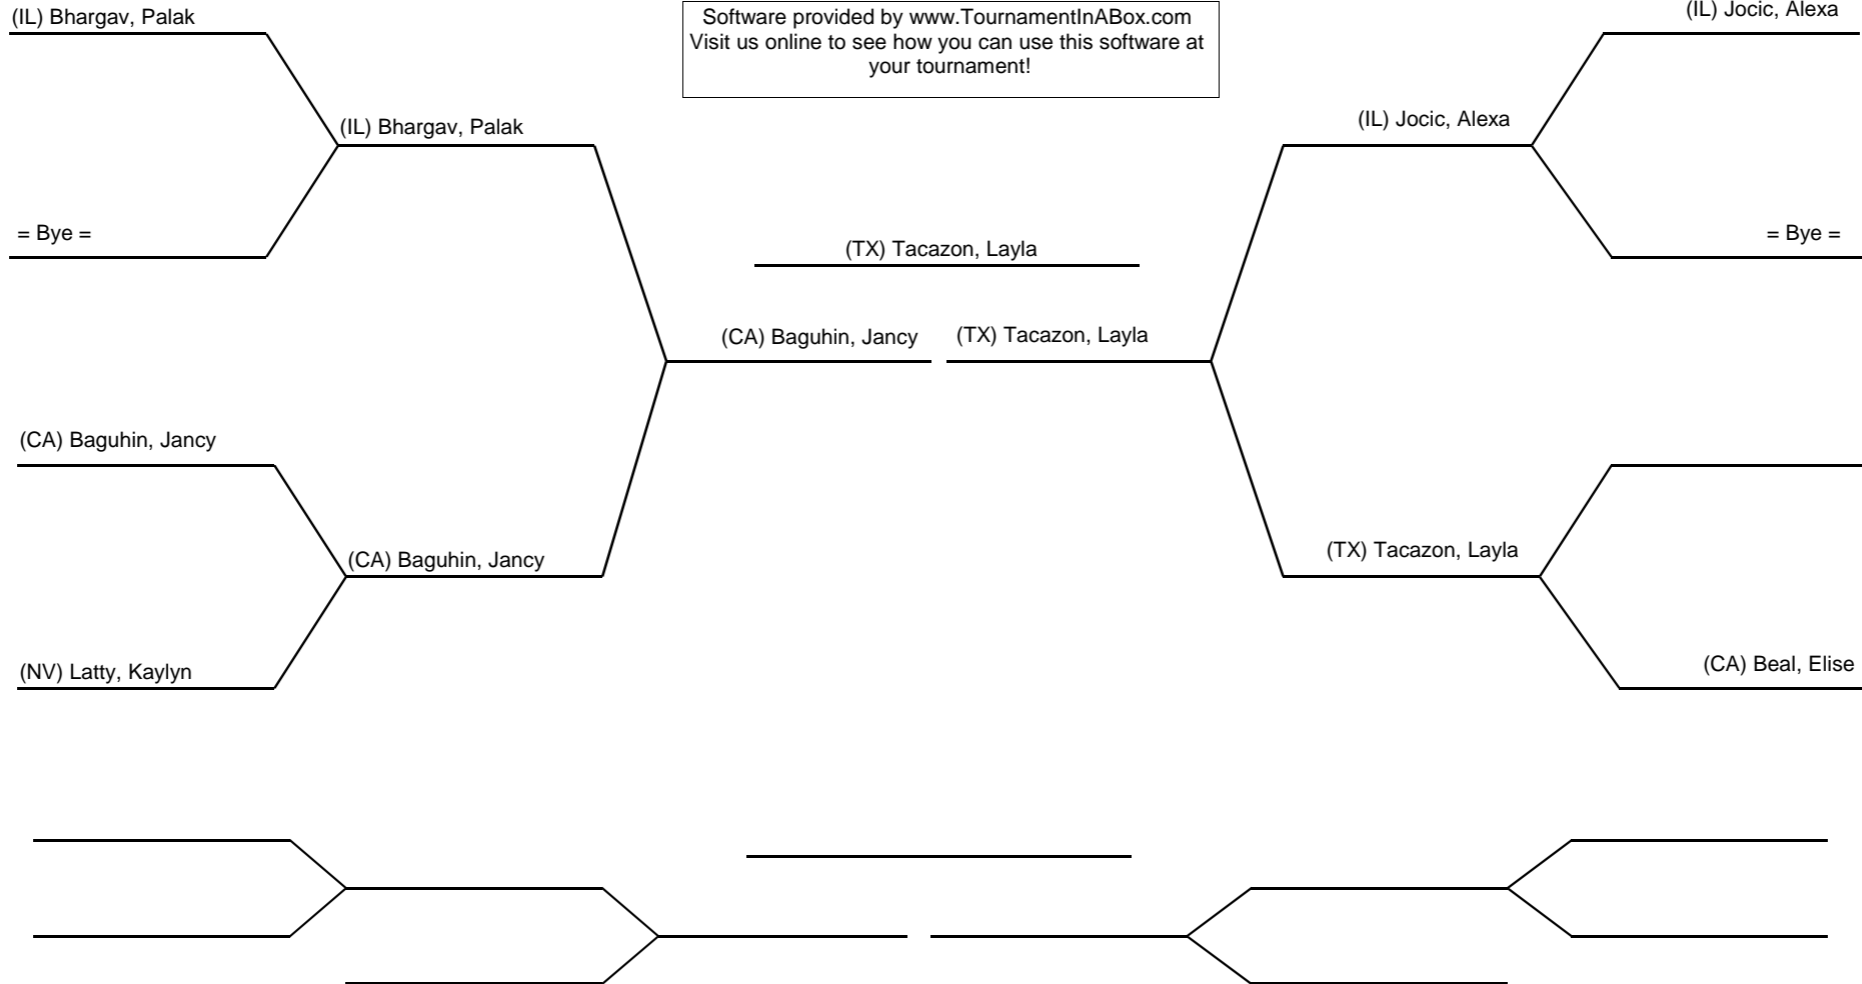 (IL) Bhargav, Palak
Software provided by www.TournamentInABox.com
Visit us online to see how you can use this software at
your tournament!
(IL) Jocic, Alexa
(IL) Bhargav, Palak
(IL) Jocic, Alexa
= Bye =
= Bye =
(TX) Tacazon, Layla
(CA) Baguhin, Jancy
(TX) Tacazon, Layla
(CA) Baguhin, Jancy
(CA) Baguhin, Jancy
(TX) Tacazon, Layla
(NV) Latty, Kaylyn
(CA) Beal, Elise